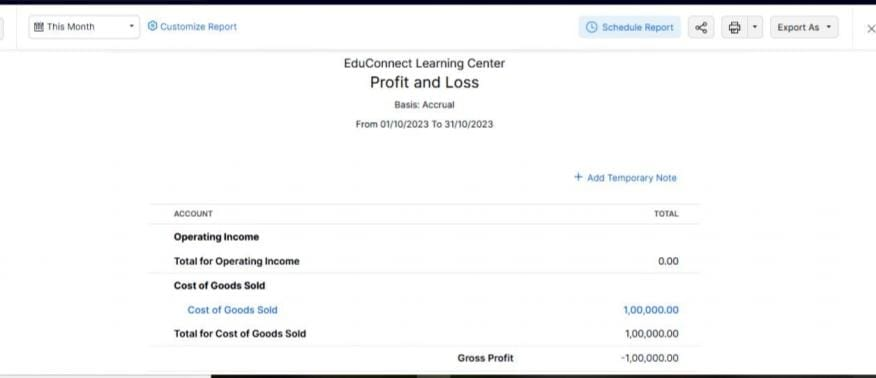 This Month Customize Report Schedule Report Export As
EduConnect Learning Center
Profit and Loss
Basis: Accrual
From 01/10/2023 To 31/10/2023
+ Add Temporary Note
ACCOUNT TOTAL
Operating Income
Total for Operating Income 0.00
Cost of Goods Sold
Cost of Goods Sold 1,00,000.00
Total for Cost of Goods Sold 1,00,000.00
Gross Profit -1,00,000.00